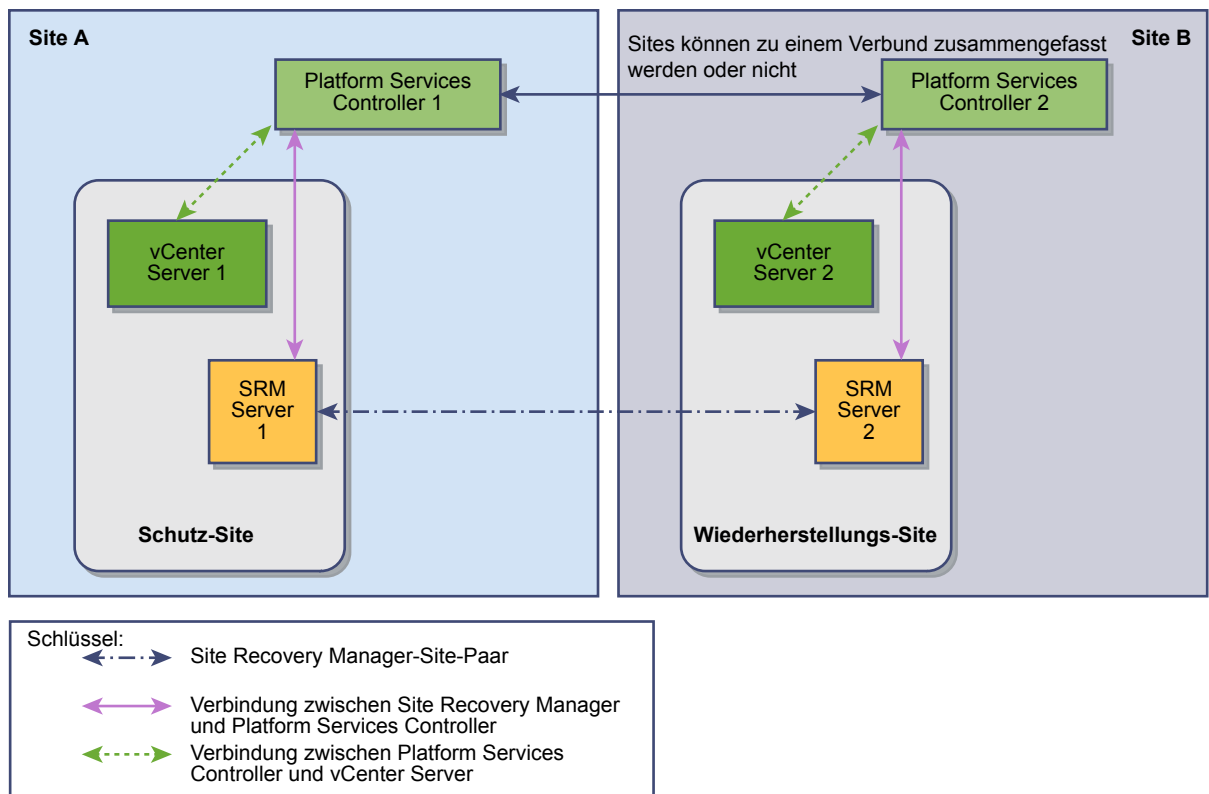 Site A
Platform Services
Controller 1
vCenter
Server 1
SRM
Server
1
Schutz-Site
Sites können zu einem Verbund zusammengefasst
werden oder nicht
Site B
Platform Services
Controller 2
vCenter
Server 2
SRM
Server
2
Wiederherstellungs-Site
Schlüssel:
Site Recovery Manager-Site-Paar
Verbindung zwischen Site Recovery Manager
und Platform Services Controller
Verbindung zwischen Platform Services
Controller und vCenter Server